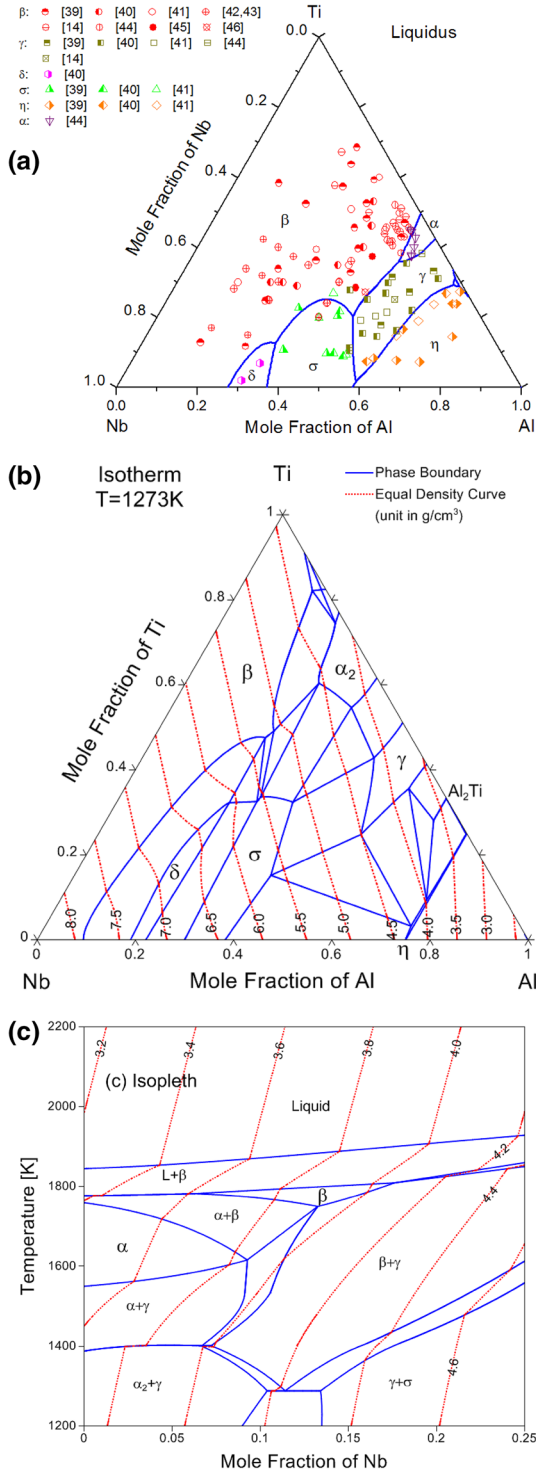 β: [39] [40] [41] [42,43]
[14] [44] [45] [46]
γ: [39] [40] [41] [44]
[14]
δ: [40]
σ: [39] [40] [41]
η: [39] [40] [41]
α: [44]
Ti
Liquidus
0.0
0.2
0.4
0.6
0.8
1.0
Mole Fraction of Nb
(a)
β
α
γ
η
σ
δ
0.0 0.2 0.4 0.6 0.8 1.0
Nb Mole Fraction of Al Al
(b)
Isotherm
T=1273K
Ti
Phase Boundary
Equal Density Curve
(unit in g/cm³)
1
0.8
0.6
0.4
0.2
0
Mole Fraction of Ti
β
α₂
γ
Al₂Ti
δ
σ
8.0 7.5 7.0 6.5 6.0 5.5 5.0 4.5 4.0 3.5 3.0
0 0.2 0.4 0.6 0.8 1
η
Nb Mole Fraction of Al Al
(c)
2200
2000
1800
1600
1400
1200
Temperature [K]
3.2 3.4 3.6 3.8 4.0
(c) Isopleth
Liquid
4.2
L+β
β
4.4
α+β
α
β+γ
α+γ
α₂+γ
γ+σ
4.6
0 0.05 0.1 0.15 0.20 0.25
Mole Fraction of Nb